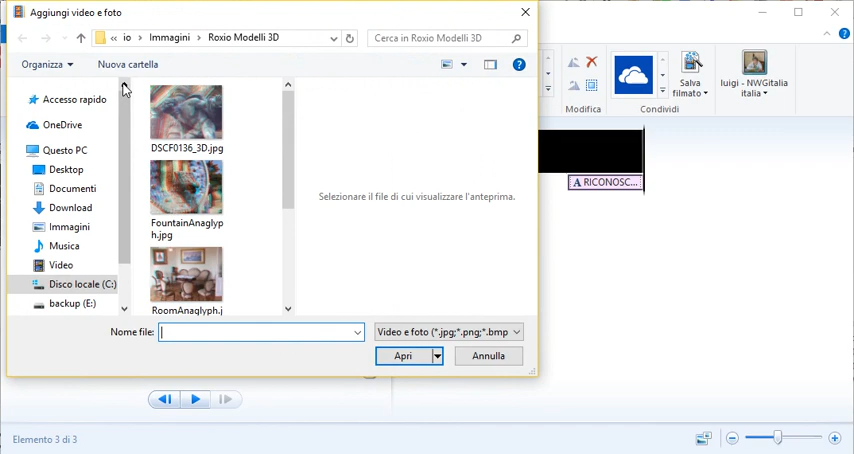 Aggiungi video e foto
« io › Immagini › Roxio Modelli 3D
Cerca in Roxio Modelli 3D
Organizza
Nuova cartella
Accesso rapido
OneDrive
Questo PC
Desktop
Documenti
Download
Immagini
Musica
Video
Disco locale (C:)
backup (E:)
DSCF0136_3D.jpg
FountainAnaglyp
h.jpg
RoomAnaglyph.j
Selezionare il file di cui visualizzare l'anteprima.
Nome file:
Video e foto (*.jpg;*.png;*.bmp
Apri
Annulla
Salva
filmato
luigi - NWGitalia
italia
Modifica
Condividi
A RICONOSC...
Elemento 3 di 3